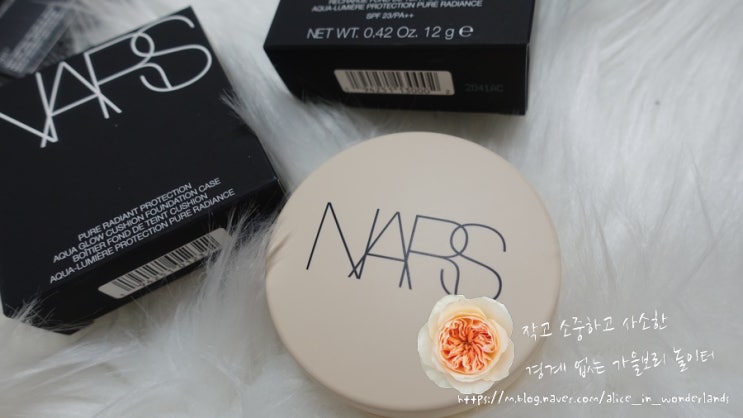 NARS
PURE RADIANT PROTECTION
AQUA GLOW CUSHION FOUNDATION CASE
BOÎTIER FOND DE TEINT CUSHION
AQUA-LUMIÈRE PROTECTION PURE RADIANCE
AQUA-LUMIÈRE PROTECTION PURE RADIANCE
SPF 23/PA++
NET WT. 0.42 Oz. 12 g e
2041AC
NARS
작고 소중하고 사소한
경계 없는 가을보리 놀이터
https://m.blog.naver.com/alice_in_wonderlands